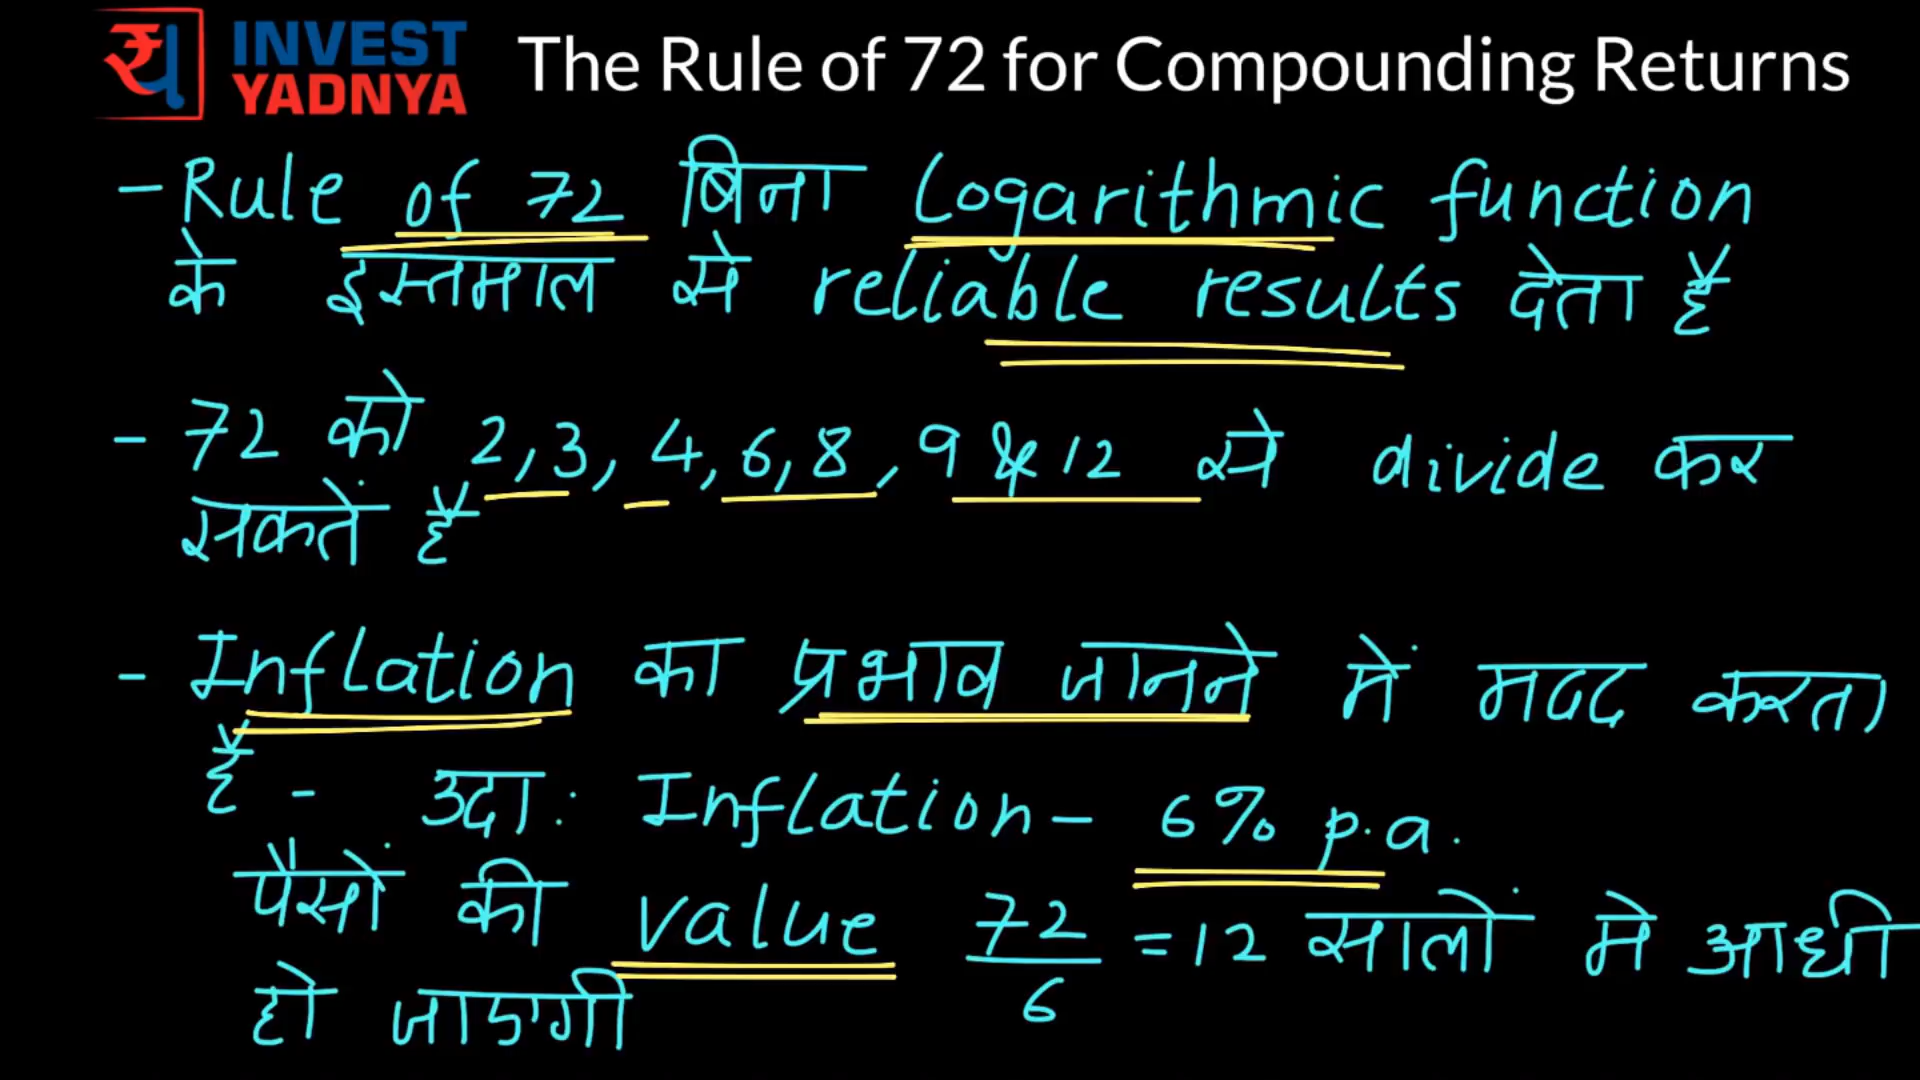 INVEST
YADNYA
The Rule of 72 for Compounding Returns
- Rule of 72 बिना Logarithmic function
के इस्तमाल से reliable results देता है
- 72 को 2, 3, 4, 6, 8, 9 & 12 से divide कर
सकते है
- Inflation का प्रभाव जानने में मदद करता
है - उदा: Inflation - 6% p.a.
पैसों की value 72/6 = 12 सालों मे आधी
हो जाएगी